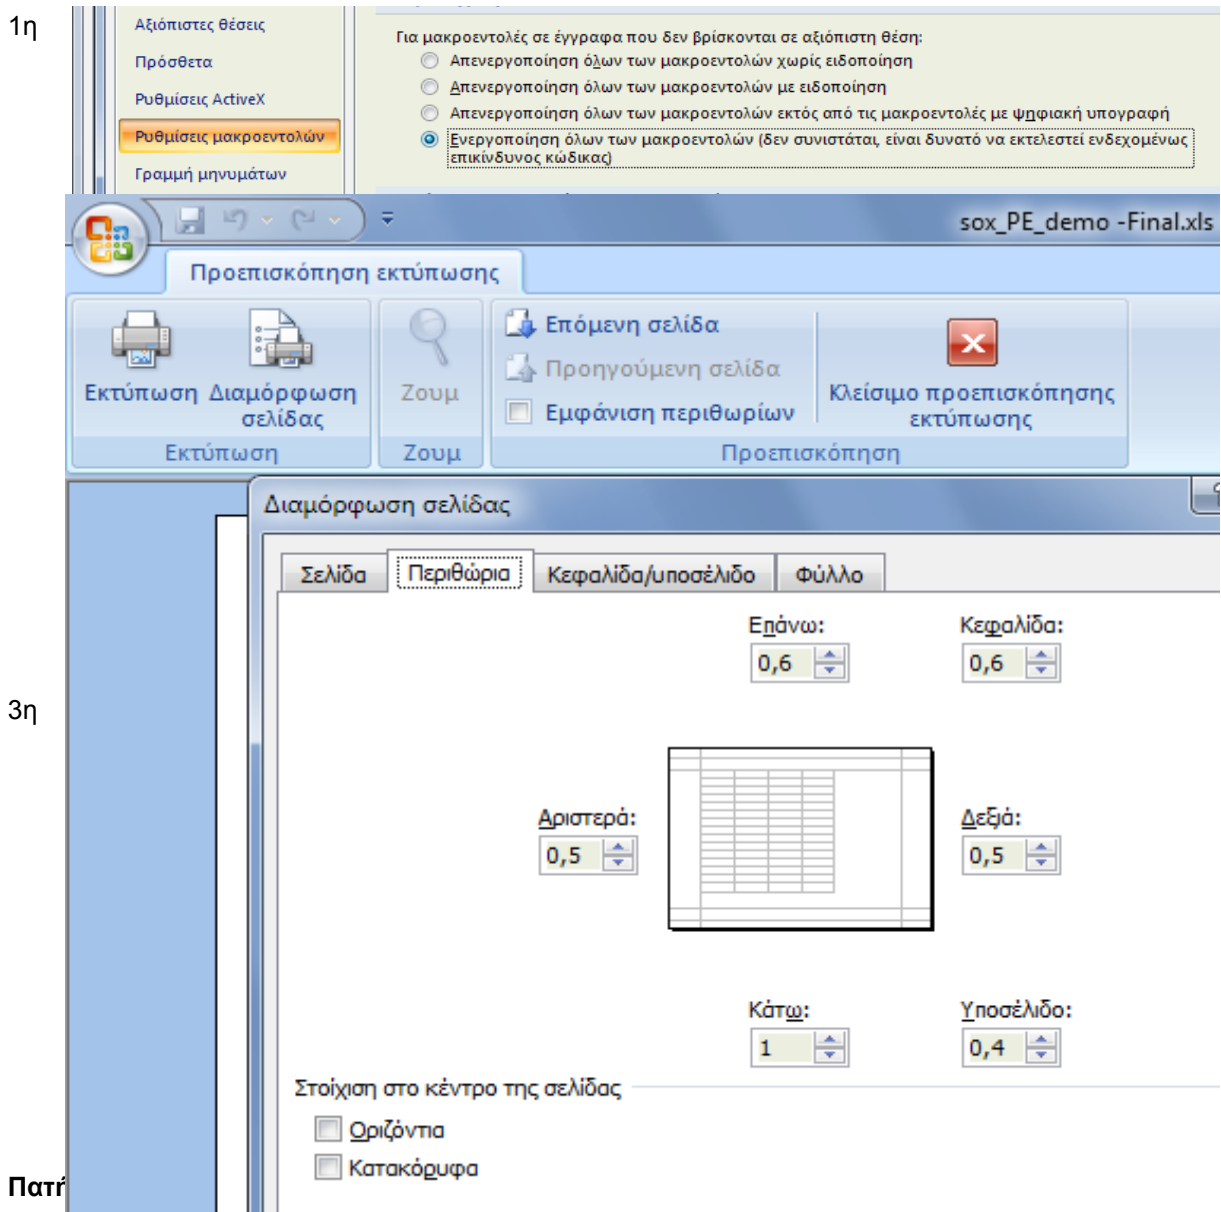 1η
Αξιόπιστες θέσεις
Πρόσθετα
Ρυθμίσεις ActiveX
Ρυθμίσεις μακροεντολών
Γραμμή μηνυμάτων
Για μακροεντολές σε έγγραφα που δεν βρίσκονται σε αξιόπιστη θέση:
Απενεργοποίηση όλων των μακροεντολών χωρίς ειδοποίηση
Απενεργοποίηση όλων των μακροεντολών με ειδοποίηση
Απενεργοποίηση όλων των μακροεντολών εκτός από τις μακροεντολές με ψηφιακή υπογραφή
Ενεργοποίηση όλων των μακροεντολών (δεν συνιστάται, είναι δυνατό να εκτελεστεί ενδεχομένως
επικίνδυνος κώδικας)
sox_PE_demo -Final.xls
Προεπισκόπηση εκτύπωσης
Εκτύπωση
Διαμόρφωση
σελίδας
Εκτύπωση
Ζουμ
Ζουμ
Επόμενη σελίδα
Προηγούμενη σελίδα
Εμφάνιση περιθωρίων
Κλείσιμο προεπισκόπησης
εκτύπωσης
Προεπισκόπηση
Διαμόρφωση σελίδας
Σελίδα
Περιθώρια
Κεφαλίδα/υποσέλιδο
Φύλλο
Επάνω:
Κεφαλίδα:
0,6
0,6
3η
Αριστερά:
Δεξιά:
0,5
0,5
Κάτω:
Υποσέλιδο:
1
0,4
Στοίχιση στο κέντρο της σελίδας
Οριζόντια
Κατακόρυφα